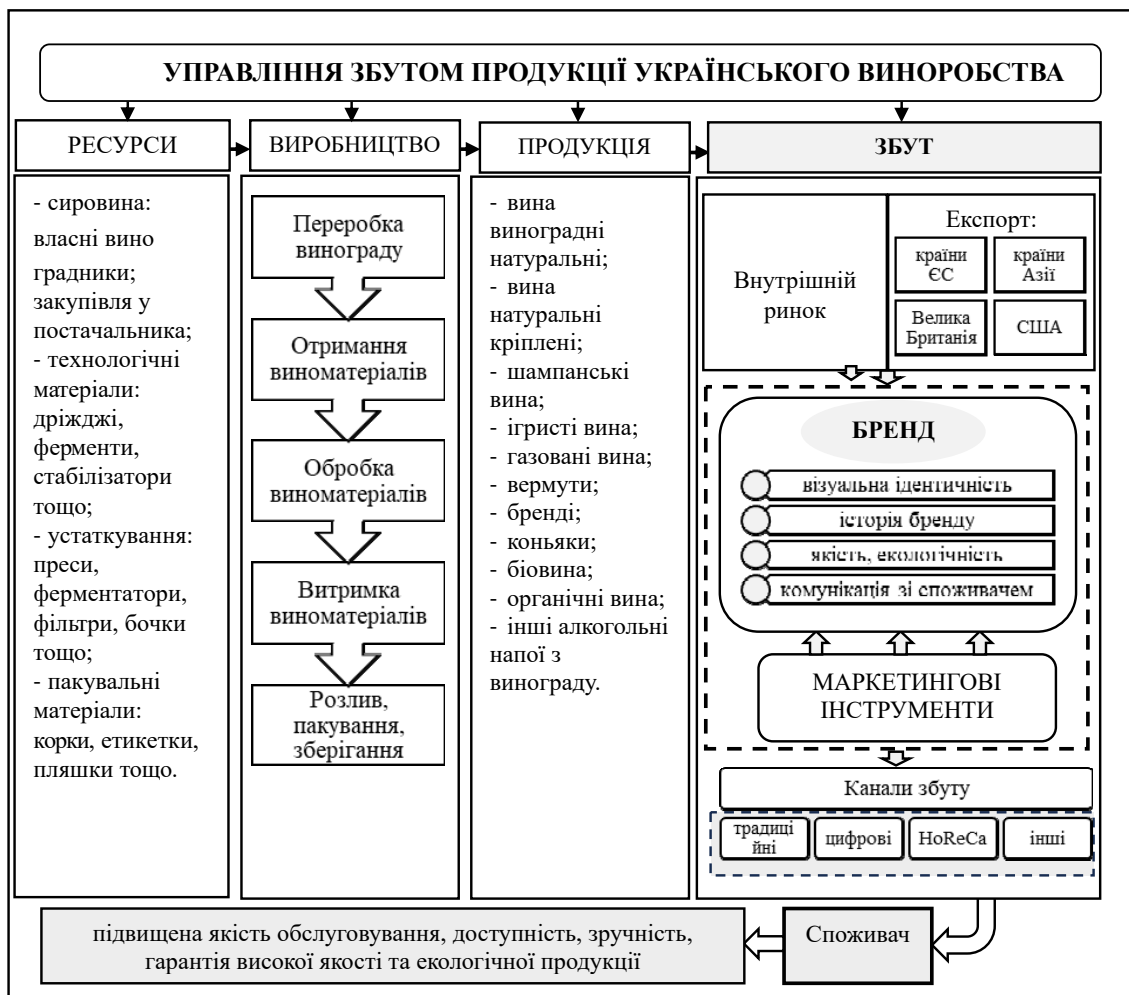 УПРАВЛІННЯ ЗБУТОМ ПРОДУКЦІЇ УКРАЇНСЬКОГО ВИНОРОБСТВА
РЕСУРСИ
ВИРОБНИЦТВО
ПРОДУКЦІЯ
ЗБУТ
- сировина:
власні вино
градники;
закупівля у
постачальника;
- технологічні
матеріали:
дріжджі,
ферменти,
стабілізатори
тощо;
- устаткування:
преси,
ферментатори,
фільтри, бочки
тощо;
- пакувальні
матеріали:
корки, етикетки,
пляшки тощо.
Переробка
винограду
Отримання
виноматеріалів
Обробка
виноматеріалів
Витримка
виноматеріалів
Розлив,
пакування,
зберігання
- вина
виноградні
натуральні;
- вина
натуральні
кріплені;
- шампанські
вина;
- ігристі вина;
- газовані вина;
- вермути;
- бренді;
- коньяки;
- біовина;
- органічні вина;
- інші алкогольні
напої з
винограду.
Внутрішній
ринок
Експорт:
країни
ЄС
країни
Азії
Велика
Британія
США
БРЕНД
візуальна ідентичність
історія бренду
якість, екологічність
комунікація зі споживачем
МАРКЕТИНГОВІ
ІНСТРУМЕНТИ
Канали збуту
традиці
йні
цифрові
HoReCa
інші
Споживач
підвищена якість обслуговування, доступність, зручність,
гарантія високої якості та екологічної продукції